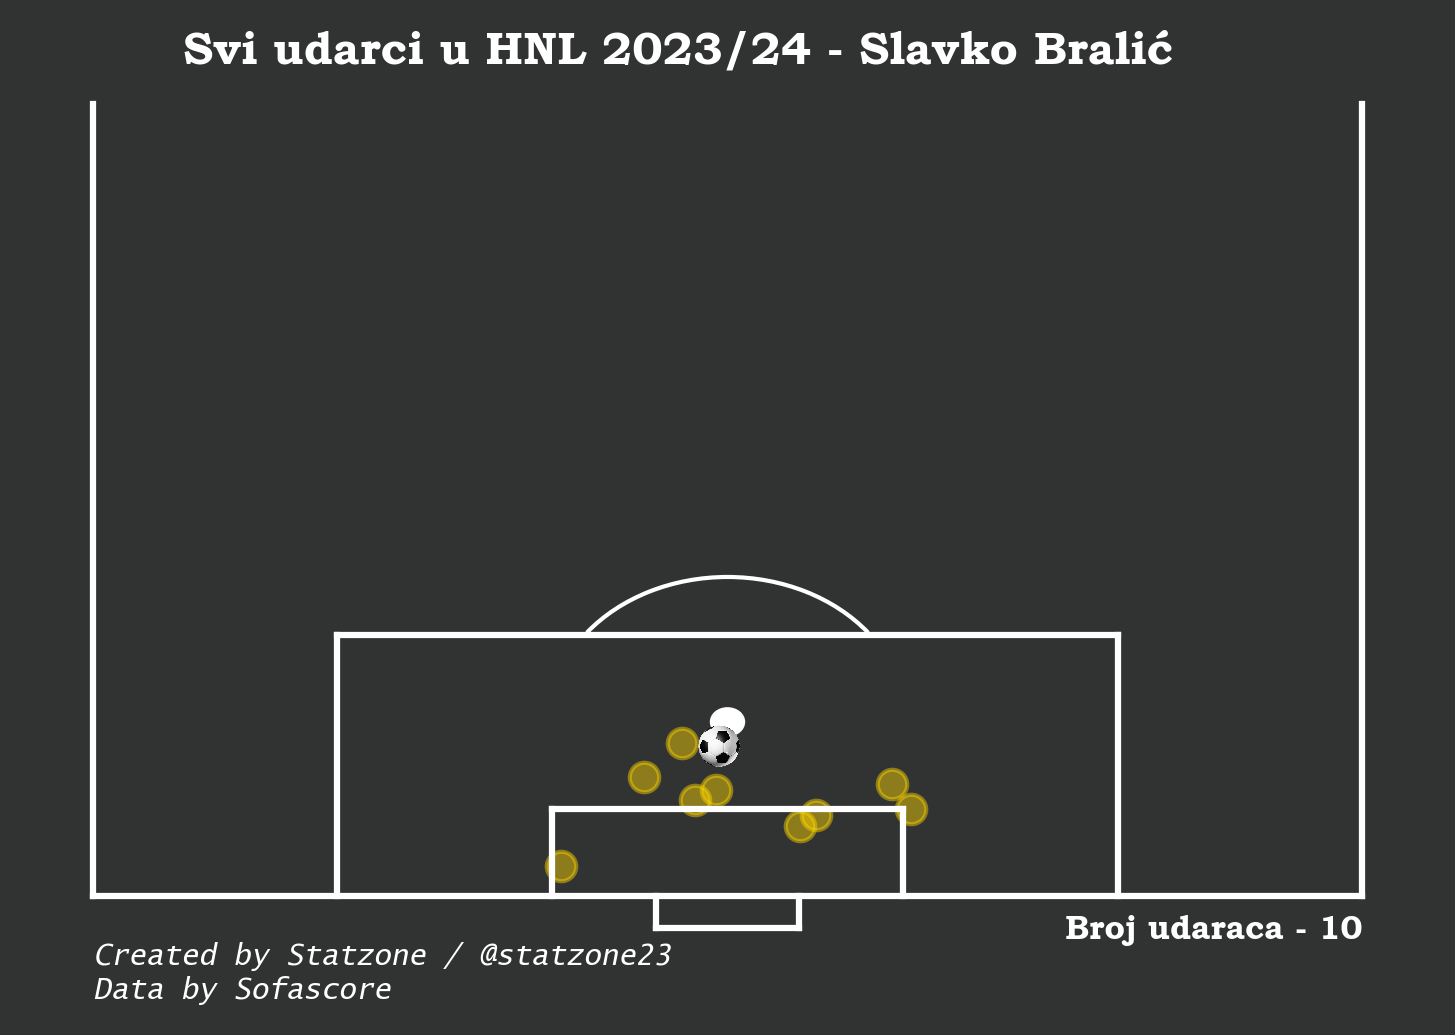 Svi udarci u HNL 2023/24 - Slavko Bralić
Broj udaraca - 10
Created by Statzone / @statzone23
Data by Sofascore